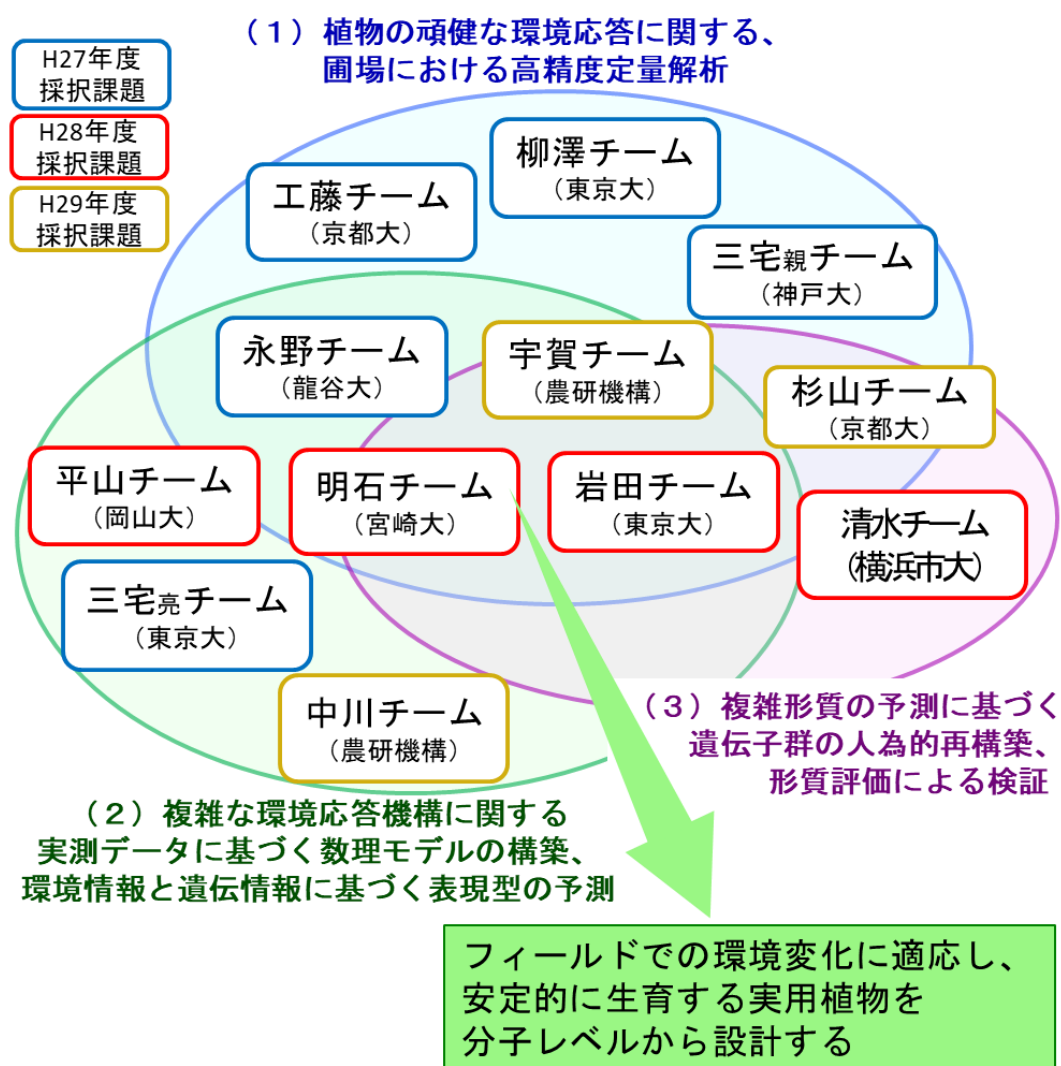 （１）植物の頑健な環境応答に関する、
圃場における高精度定量解析
H27年度
採択課題
H28年度
採択課題
H29年度
採択課題
柳澤チーム
（東京大）
工藤チーム
（京都大）
三宅親チーム
（神戸大）
永野チーム
（龍谷大）
宇賀チーム
（農研機構）
杉山チーム
（京都大）
平山チーム
（岡山大）
明石チーム
（宮崎大）
岩田チーム
（東京大）
清水チーム
（横浜市大）
三宅亮チーム
（東京大）
中川チーム
（農研機構）
（３）複雑形質の予測に基づく
遺伝子群の人為的再構築、
形質評価による検証
（２）複雑な環境応答機構に関する
実測データに基づく数理モデルの構築、
環境情報と遺伝情報に基づく表現型の予測
フィールドでの環境変化に適応し、
安定的に生育する実用植物を
分子レベルから設計する